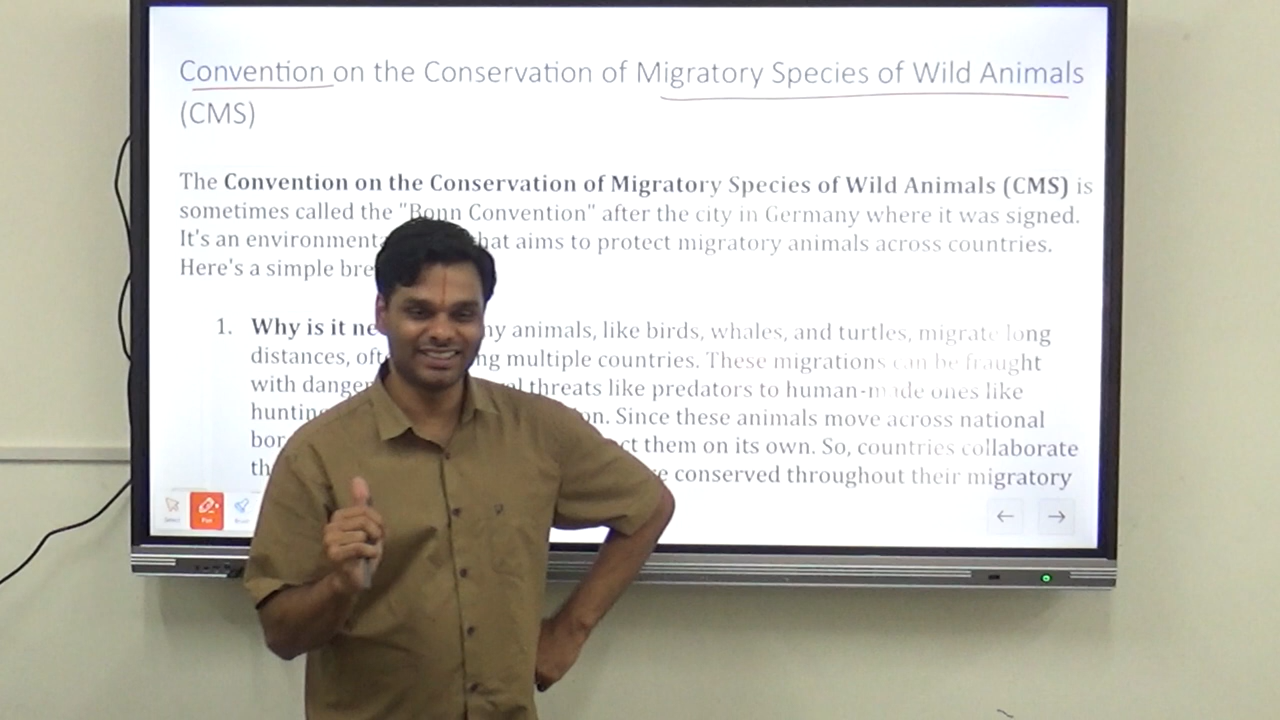 Convention on the Conservation of Migratory Species of Wild Animals
(CMS)
The Convention on the Conservation of Migratory Species of Wild Animals (CMS) is
sometimes called the "Bonn Convention" after the city in Germany where it was signed.
It's an environmenta hat aims to protect migratory animals across countries.
Here's a simple bre
1. Why is it ne ny animals, like birds, whales, and turtles, migrate long
distances, oft ng multiple countries. These migrations can be fraught
with danger l threats like predators to human-made ones like
hunting on. Since these animals move across national
bor ct them on its own. So, countries collaborate
th e conserved throughout their migratory
Select Pen Brush
← →